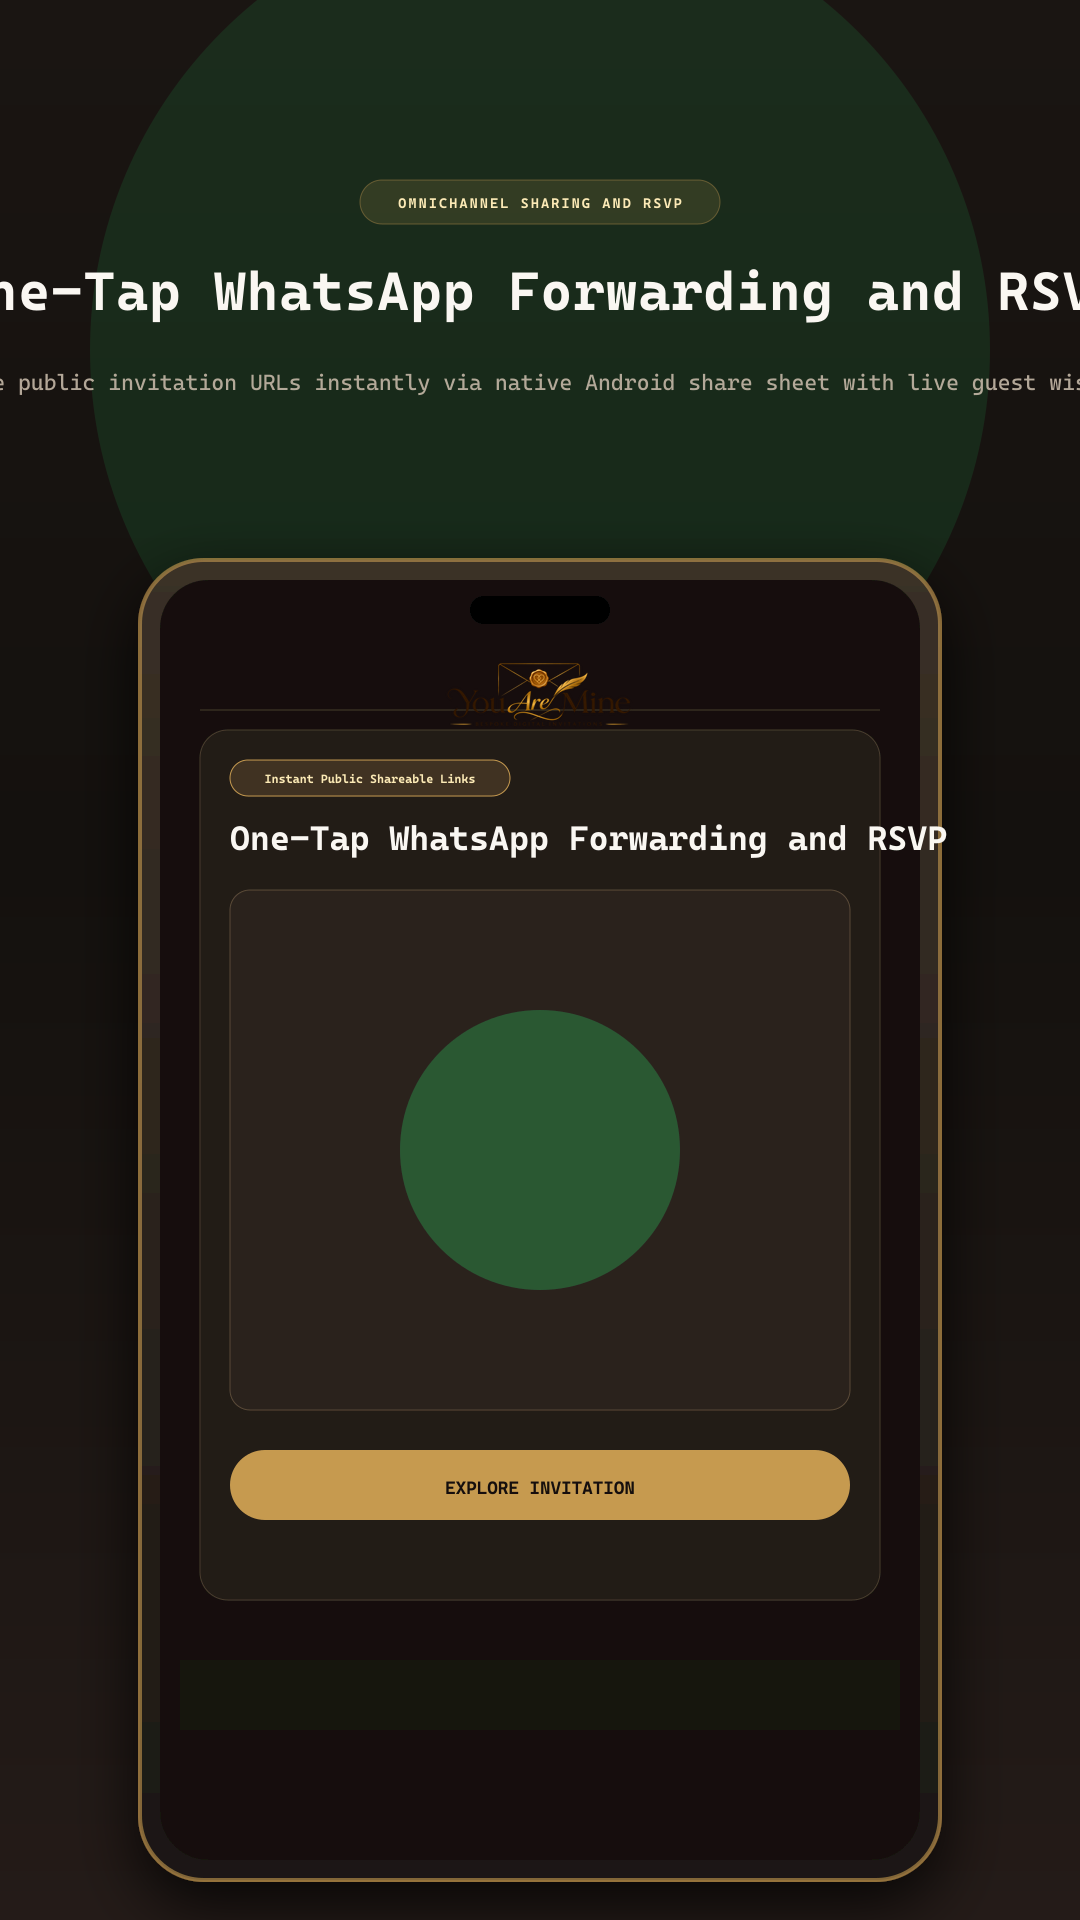 OMNICHANNEL SHARING AND RSVP
ne-Tap WhatsApp Forwarding and RSV
e public invitation URLs instantly via native Android share sheet with live guest wis
You Are Mine
Instant Public Shareable Links
One-Tap WhatsApp Forwarding and RSVP
EXPLORE INVITATION